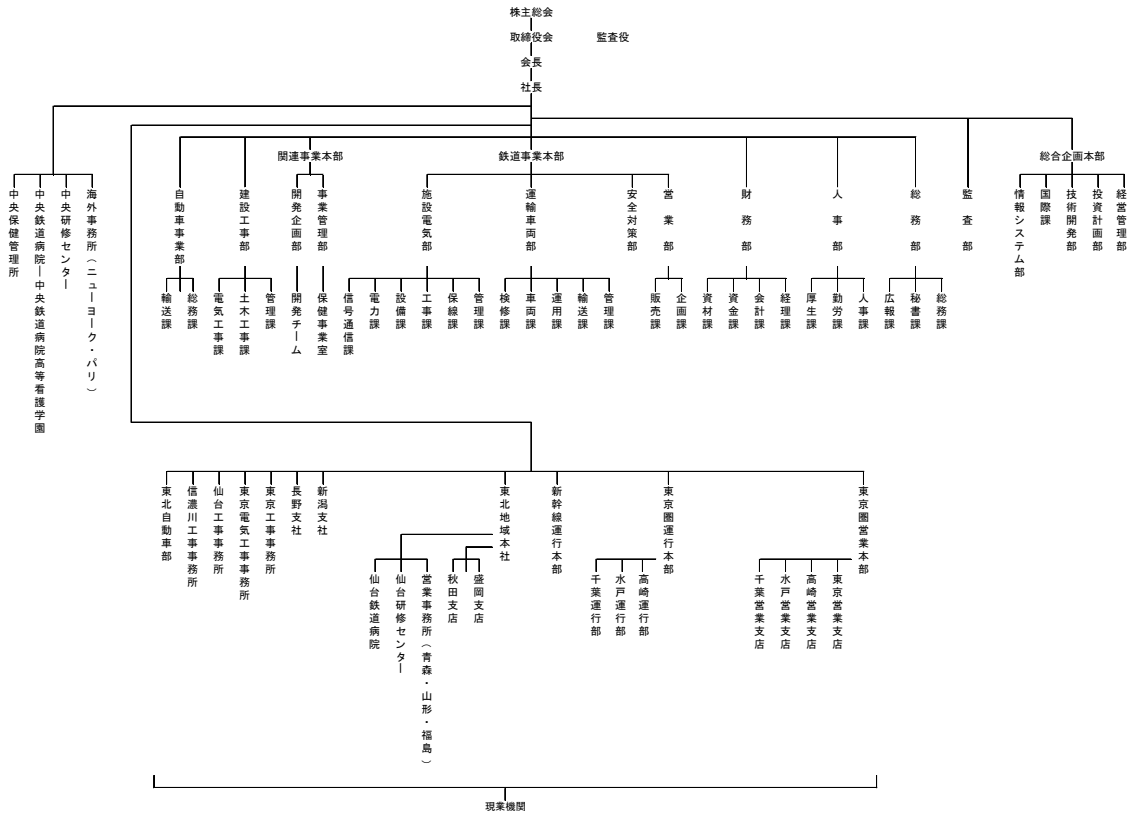 株主総会
取締役会
監査役
会長
社長
関連事業本部
鉄道事業本部
総合企画本部
経営管理部
投資計画部
技術開発部
国際課
情報システム部
監査部
総務部
人事部
財務部
営業部
安全対策部
運輸車両部
施設電気部
事業管理部
開発企画部
建設工事部
自動車事業部
海外事務所(ニューヨーク・パリ)
中央研修センター
中央鉄道病院―中央鉄道病院高等看護学園
中央保健管理所
総務課
秘書課
広報課
人事課
勤労課
厚生課
経理課
会計課
資金課
資材課
企画課
販売課
管理課
輸送課
運用課
車両課
検修課
管理課
保線課
工事課
設備課
電力課
信号通信課
保健事業室
開発チーム
管理課
土木工事課
電気工事課
総務課
輸送課
東京圏営業本部
東京圏運行本部
新幹線運行本部
東北地域本社
新潟支社
長野支社
東京工事事務所
東京電気工事事務所
仙台工事事務所
信濃川工事事務所
東北自動車部
東京営業支店
高崎営業支店
水戸営業支店
千葉営業支店
高崎運行部
水戸運行部
千葉運行部
盛岡支店
秋田支店
営業事務所(青森・山形・福島)
仙台研修センター
仙台鉄道病院
現業機関